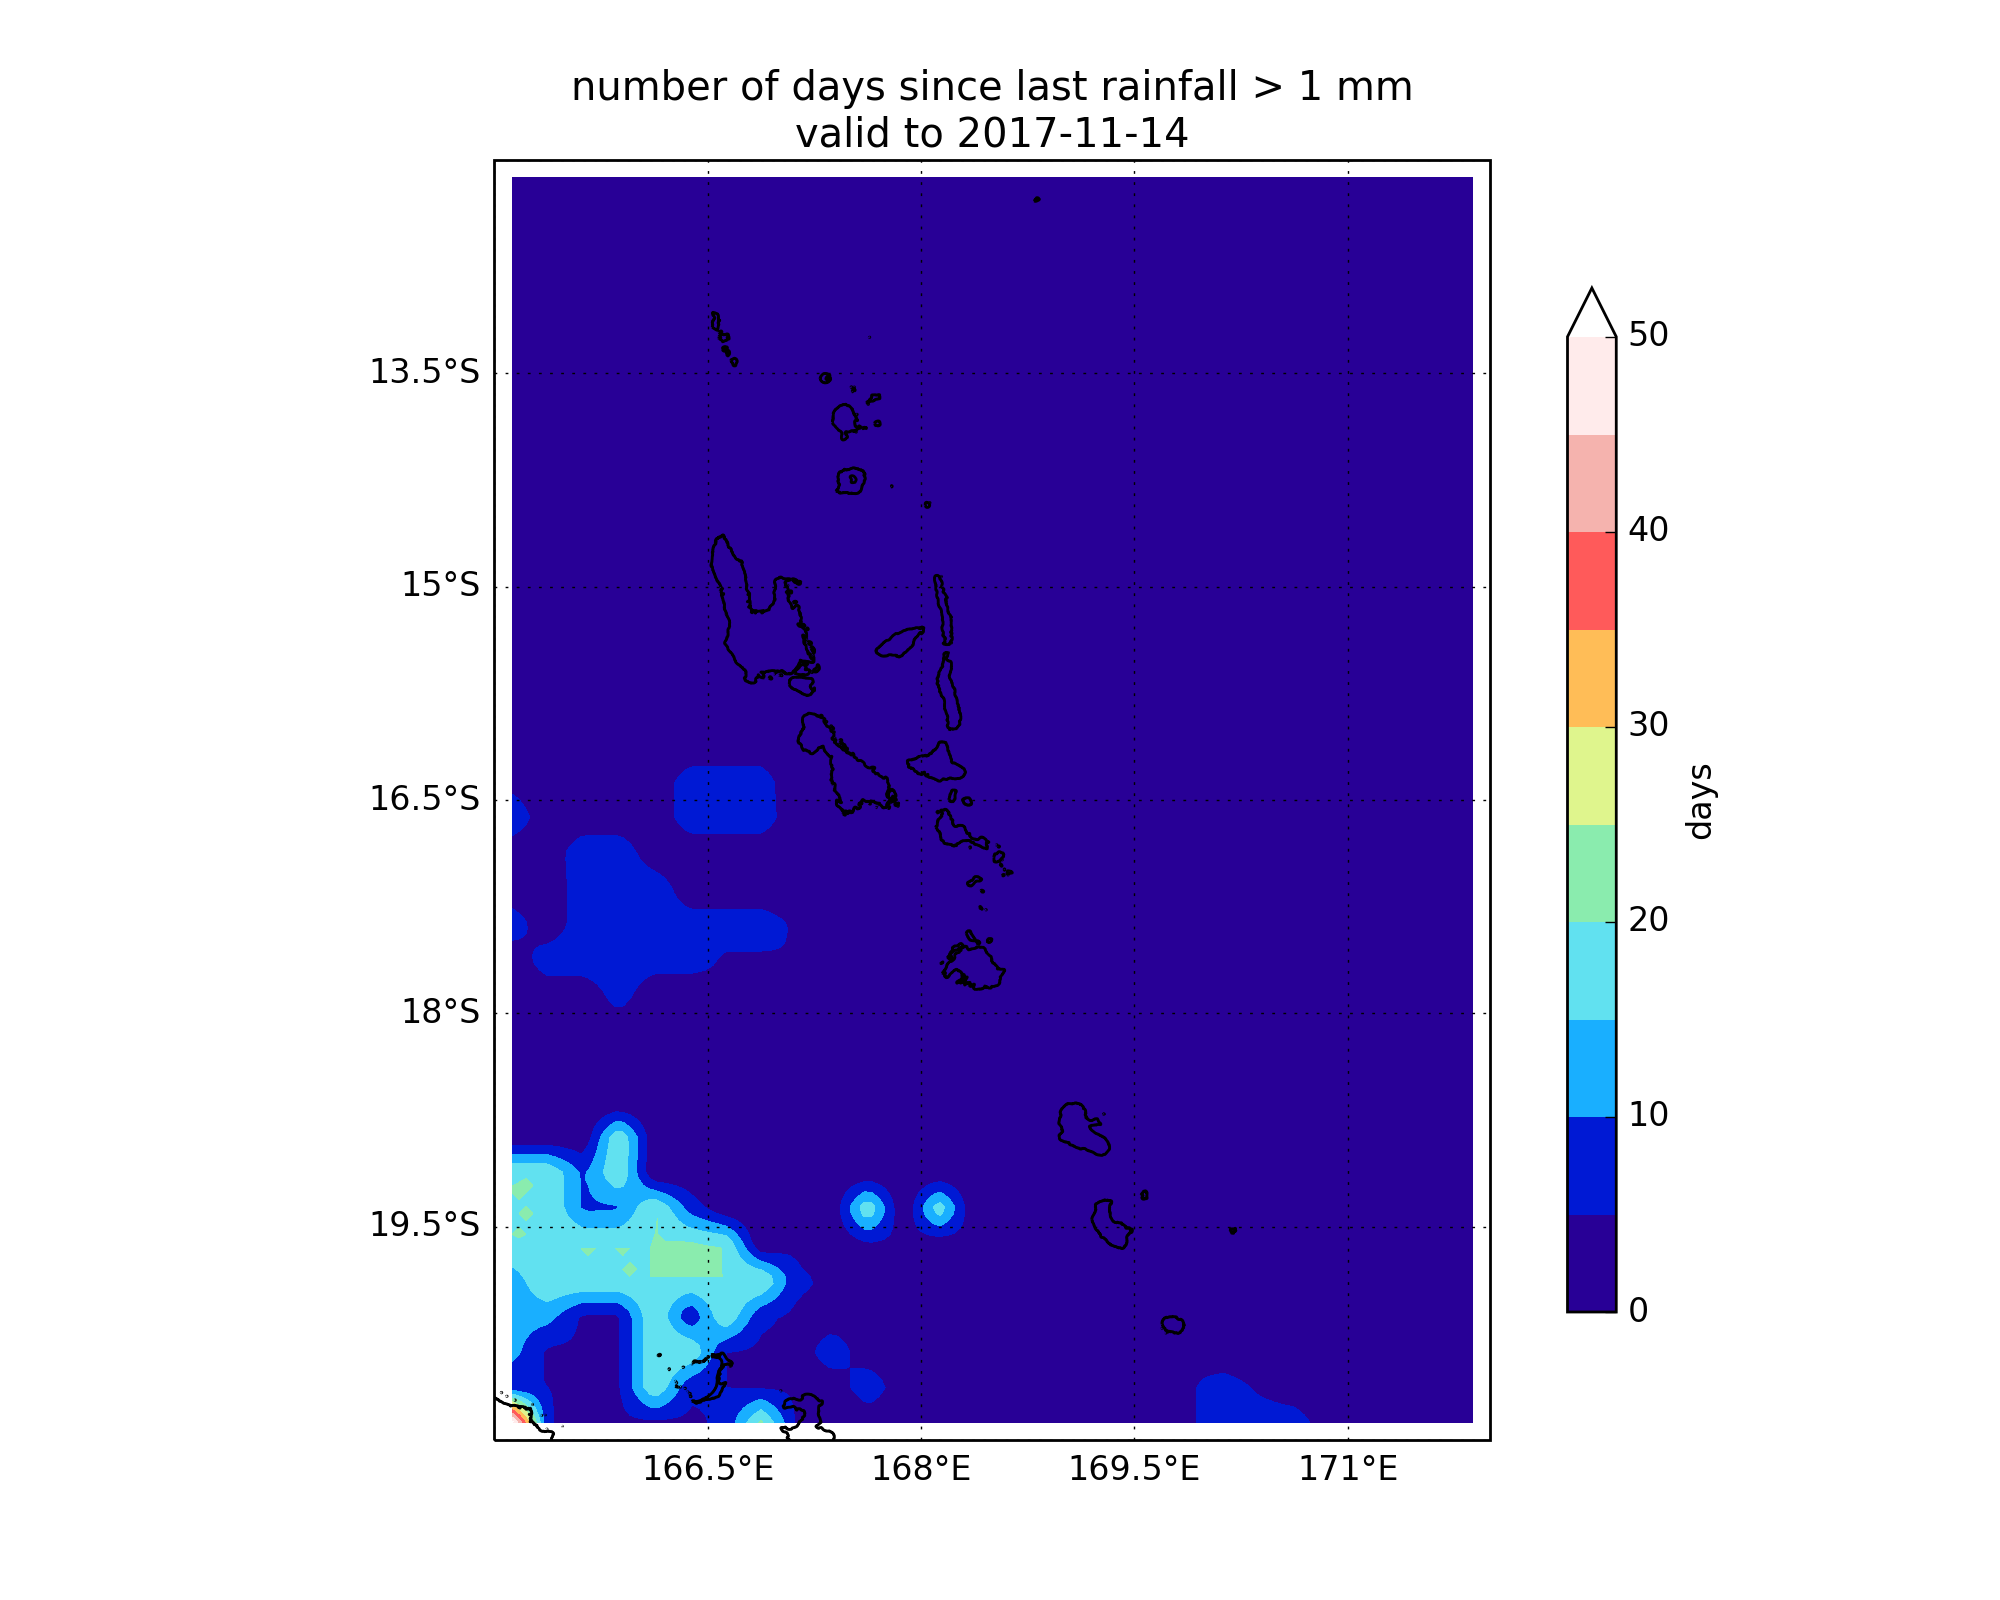 number of days since last rainfall > 1 mm
valid to 2017-11-14
13.5°S
15°S
16.5°S
18°S
19.5°S
166.5°E
168°E
169.5°E
171°E
50
40
30
20
10
0
days